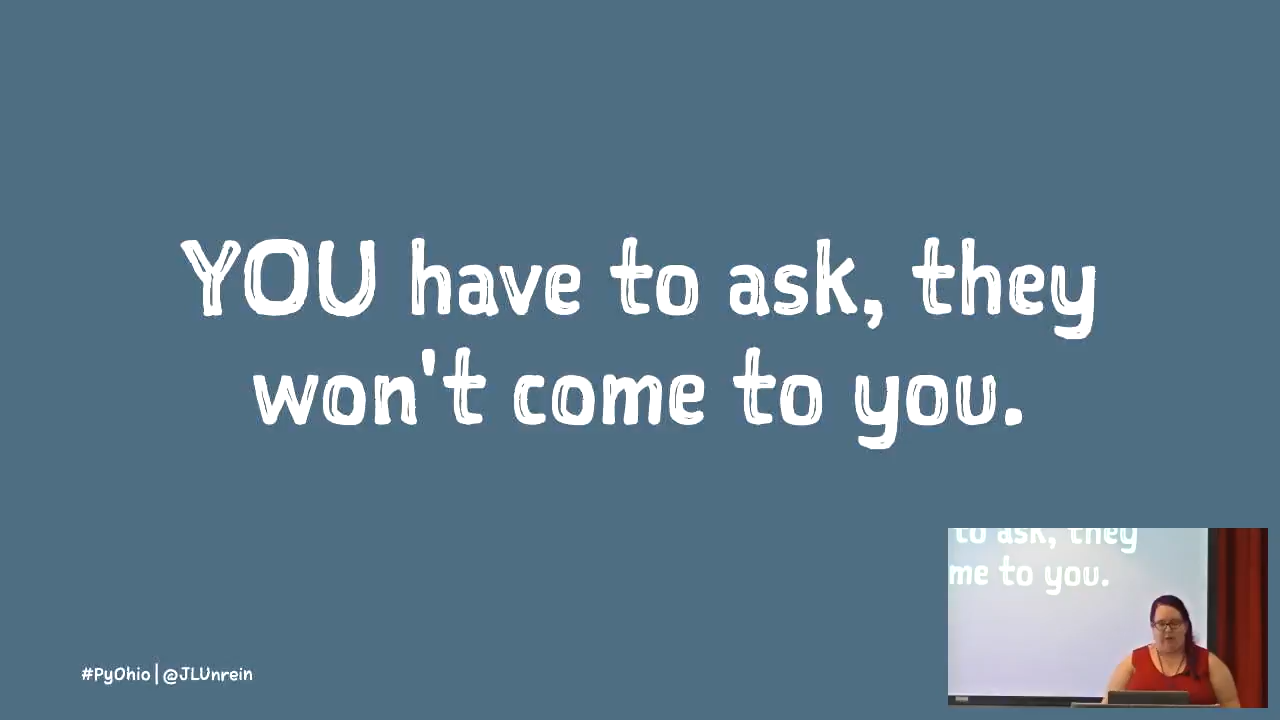 YOU have to ask, they
won't come to you.
to ask, they
me to you.
#PyOhio|@JLUnrein